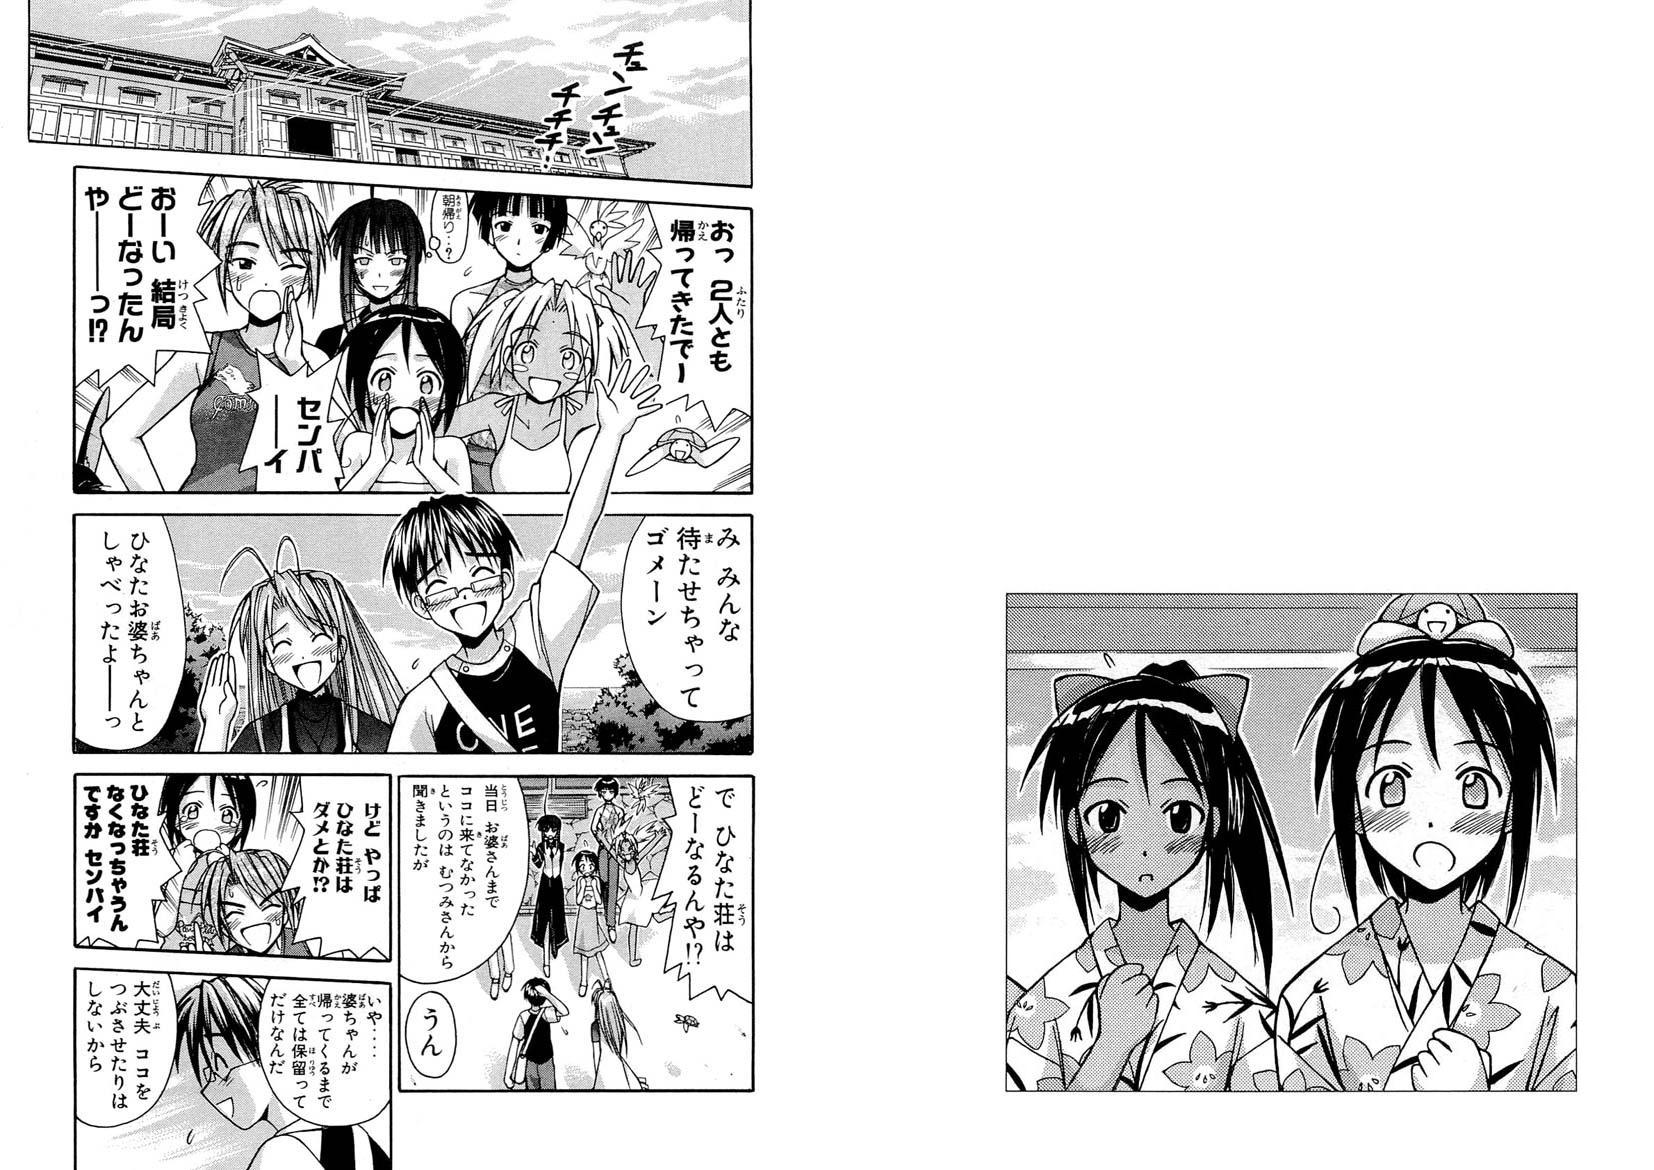 チュン
チュン
チチチ!
おっ 2人とも
帰ってきたでー
朝帰り‥?
おーい 結局
どーなったん
やーーーっ!?
センパ
ーーイ
み みんな
待たせちゃって
ゴメーン
ONE
ひなたお婆ちゃんと
しゃべったよーーっ
で ひなた荘は
どーなるんや!?
当日 お婆さんまで
ココに来てなかった
というのは むつみさんから
聞きましたが
うん
けど やっぱ
ひなた荘は
ダメとか!?
ひなた荘
なくなっちゃうん
ですか センパイ
いや‥‥
婆ちゃんが
帰ってくるまで
全ては保留って
だけなんだ
大丈夫 ココを
つぶさせたりは
しないから